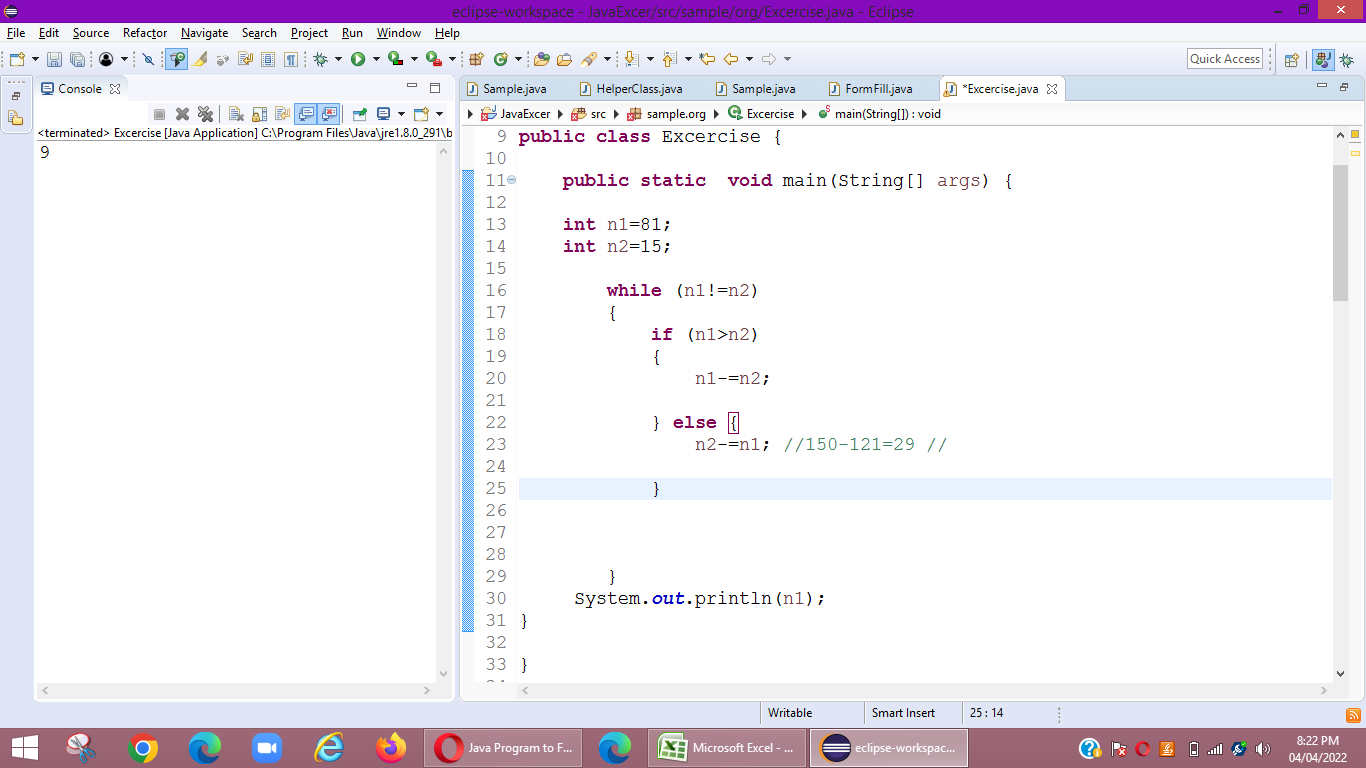 eclipse-workspace - JavaExcer/src/sample/org/Excercise.java - Eclipse
File Edit Source Refactor Navigate Search Project Run Window Help
Quick Access
Console
Sample.java HelperClass.java Sample.java FormFill.java *Excercise.java
JavaExcer src sample.org Excercise main(String[]) : void
<terminated> Excercise [Java Application] C:\Program Files\Java\jre1.8.0_291\b
9
9 public class Excercise {
10
11 public static  void main(String[] args) {
12
13 int n1=81;
14 int n2=15;
15
16 while (n1!=n2)
17 {
18 if (n1>n2)
19 {
20 n1-=n2;
21
22 } else {
23 n2-=n1; //150-121=29 //
24
25 }
26
27
28
29 }
30 System.out.println(n1);
31 }
32
33 }
Writable Smart Insert 25 : 14
Java Program to F... Microsoft Excel - ... eclipse-workspac...
8:22 PM
04/04/2022